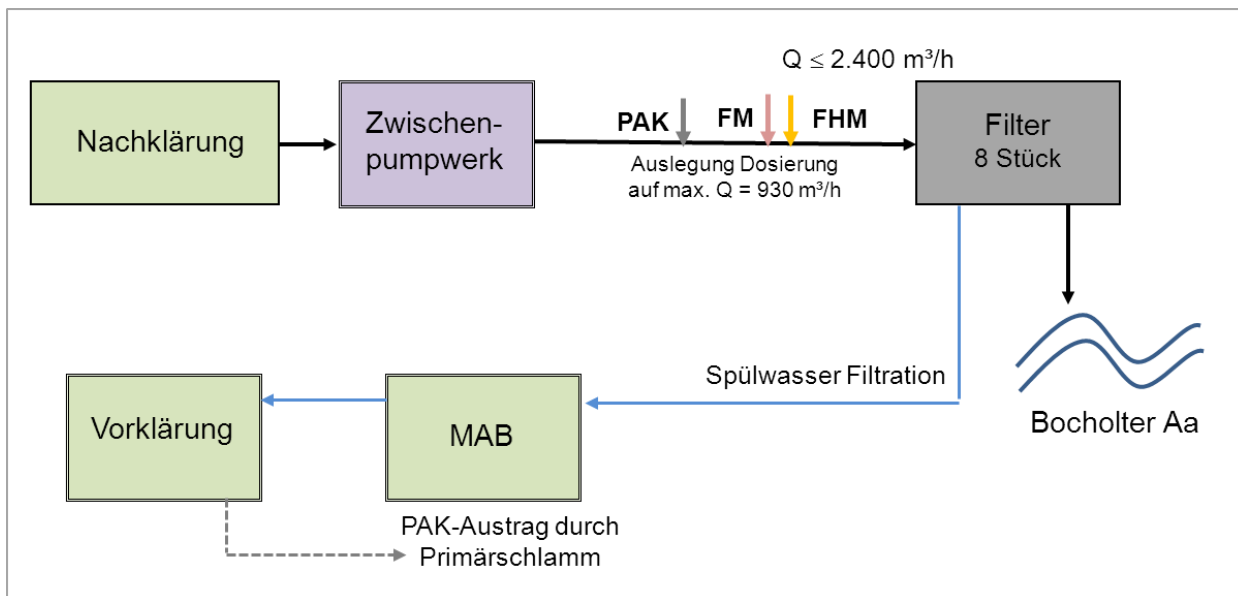 Q ≤ 2.400 m³/h
Nachklärung
Zwischen-
pumpwerk
PAK
FM
FHM
Auslegung Dosierung
auf max. Q = 930 m³/h
Filter
8 Stück
Spülwasser Filtration
Bocholter Aa
Vorklärung
MAB
PAK-Austrag durch
Primärschlamm